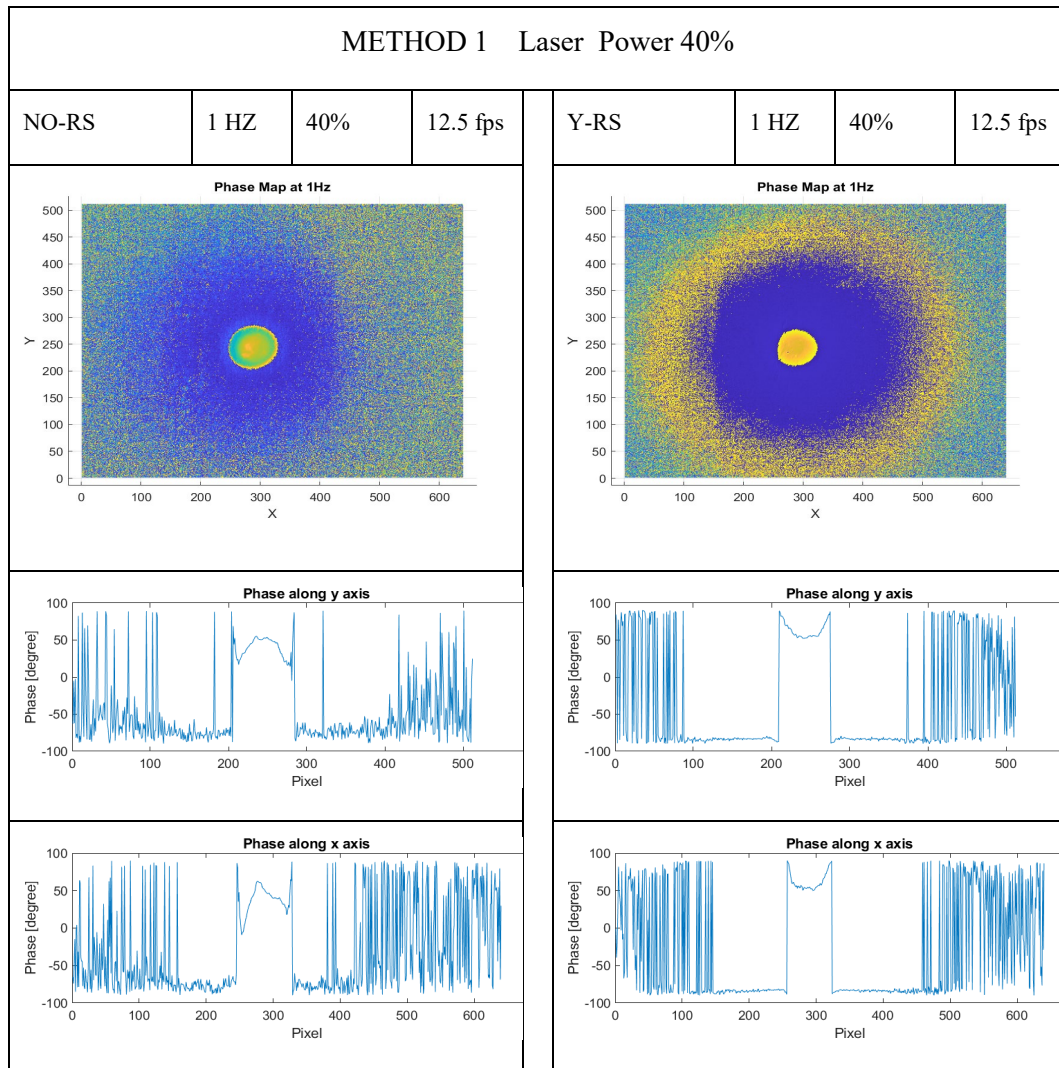 METHOD 1 Laser Power 40%
NO-RS 1 HZ 40% 12.5 fps
Y-RS 1 HZ 40% 12.5 fps
Phase Map at 1Hz
500
450
400
350
300
250
200
150
100
50
0
Y
0 100 200 300 400 500 600
X
Phase Map at 1Hz
500
450
400
350
300
250
200
150
100
50
0
Y
0 100 200 300 400 500 600
X
Phase along y axis
100
50
0
-50
-100
Phase [degree]
0 100 200 300 400 500
Pixel
Phase along y axis
100
50
0
-50
-100
Phase [degree]
0 100 200 300 400 500
Pixel
Phase along x axis
100
50
0
-50
-100
Phase [degree]
0 100 200 300 400 500 600
Pixel
Phase along x axis
100
50
0
-50
-100
Phase [degree]
0 100 200 300 400 500 600
Pixel